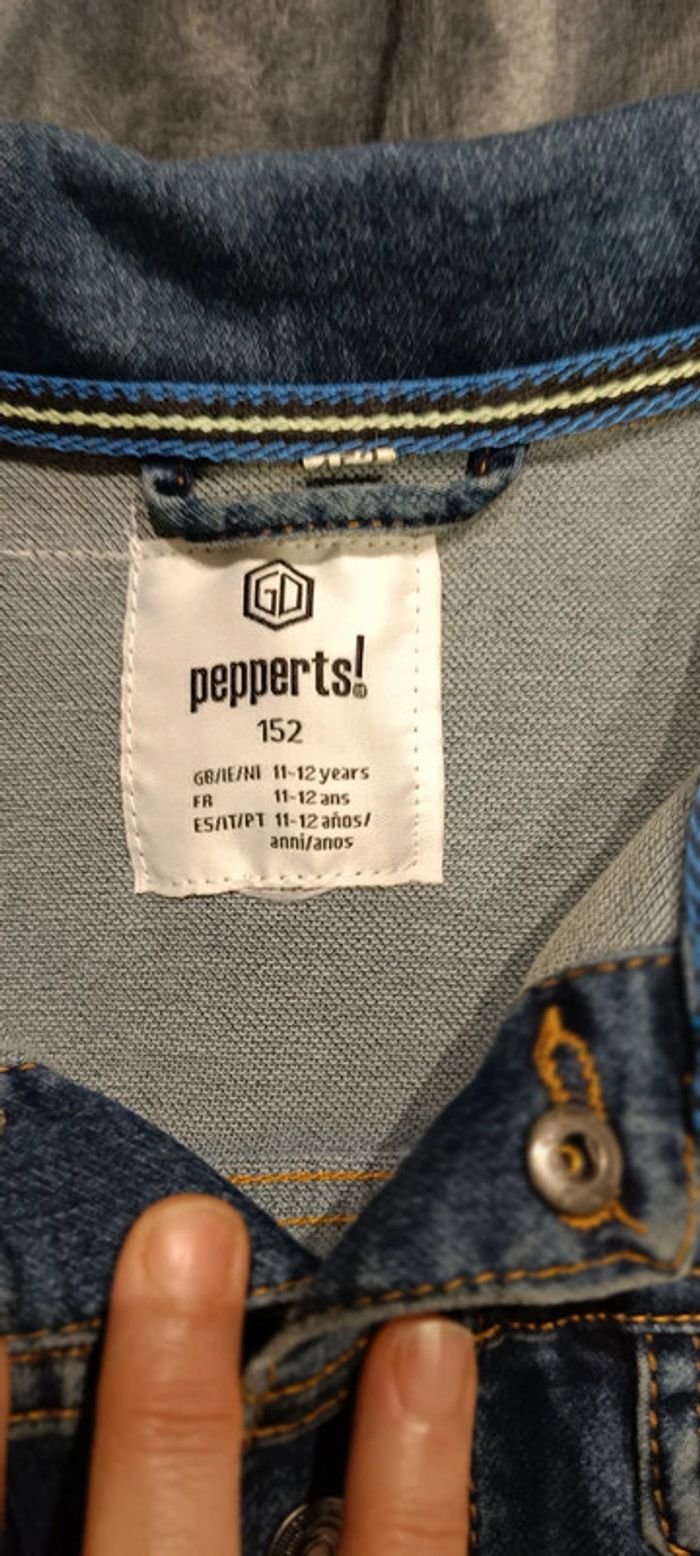 GD
pepperts!
152
GB/IE/NI 11-12 years
FR 11-12 ans
ES/IT/PT 11-12 años/
anni/anos